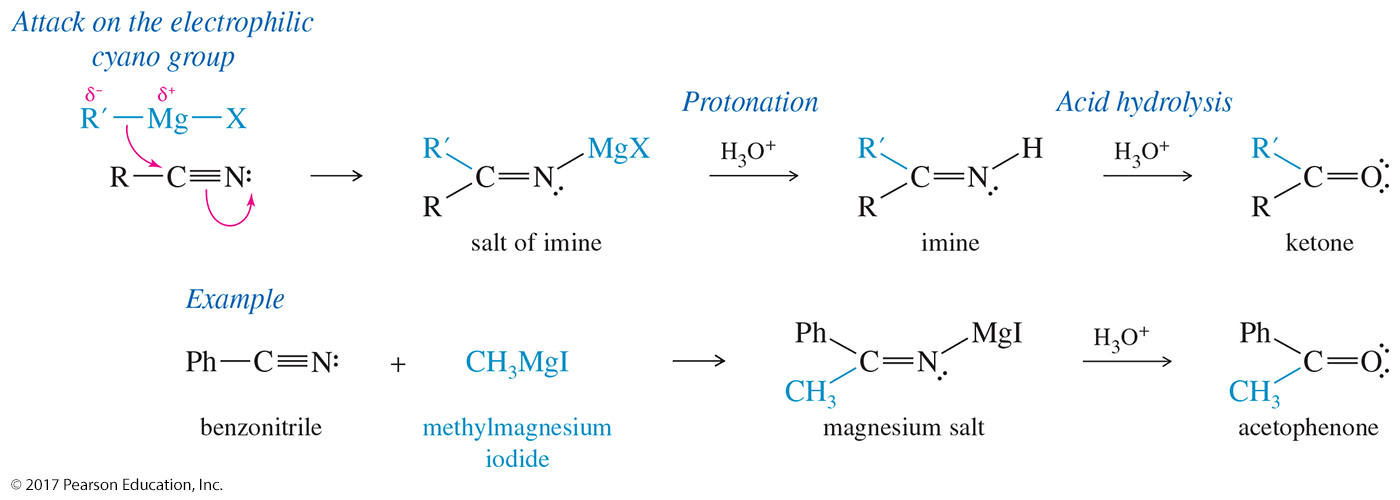 Attack on the electrophilic
cyano group
δ⁻ δ⁺
R′—Mg—X
Protonation
Acid hydrolysis
R′ MgX
H₃O⁺
R′ H
H₃O⁺
R′
R—C≡N:
C=N
C=N
C=O
R
R
R
salt of imine
imine
ketone
Example
Ph MgI
H₃O⁺
Ph
Ph—C≡N: + CH₃MgI
C=N
C=O
CH₃
CH₃
benzonitrile
methylmagnesium
iodide
magnesium salt
acetophenone
© 2017 Pearson Education, Inc.